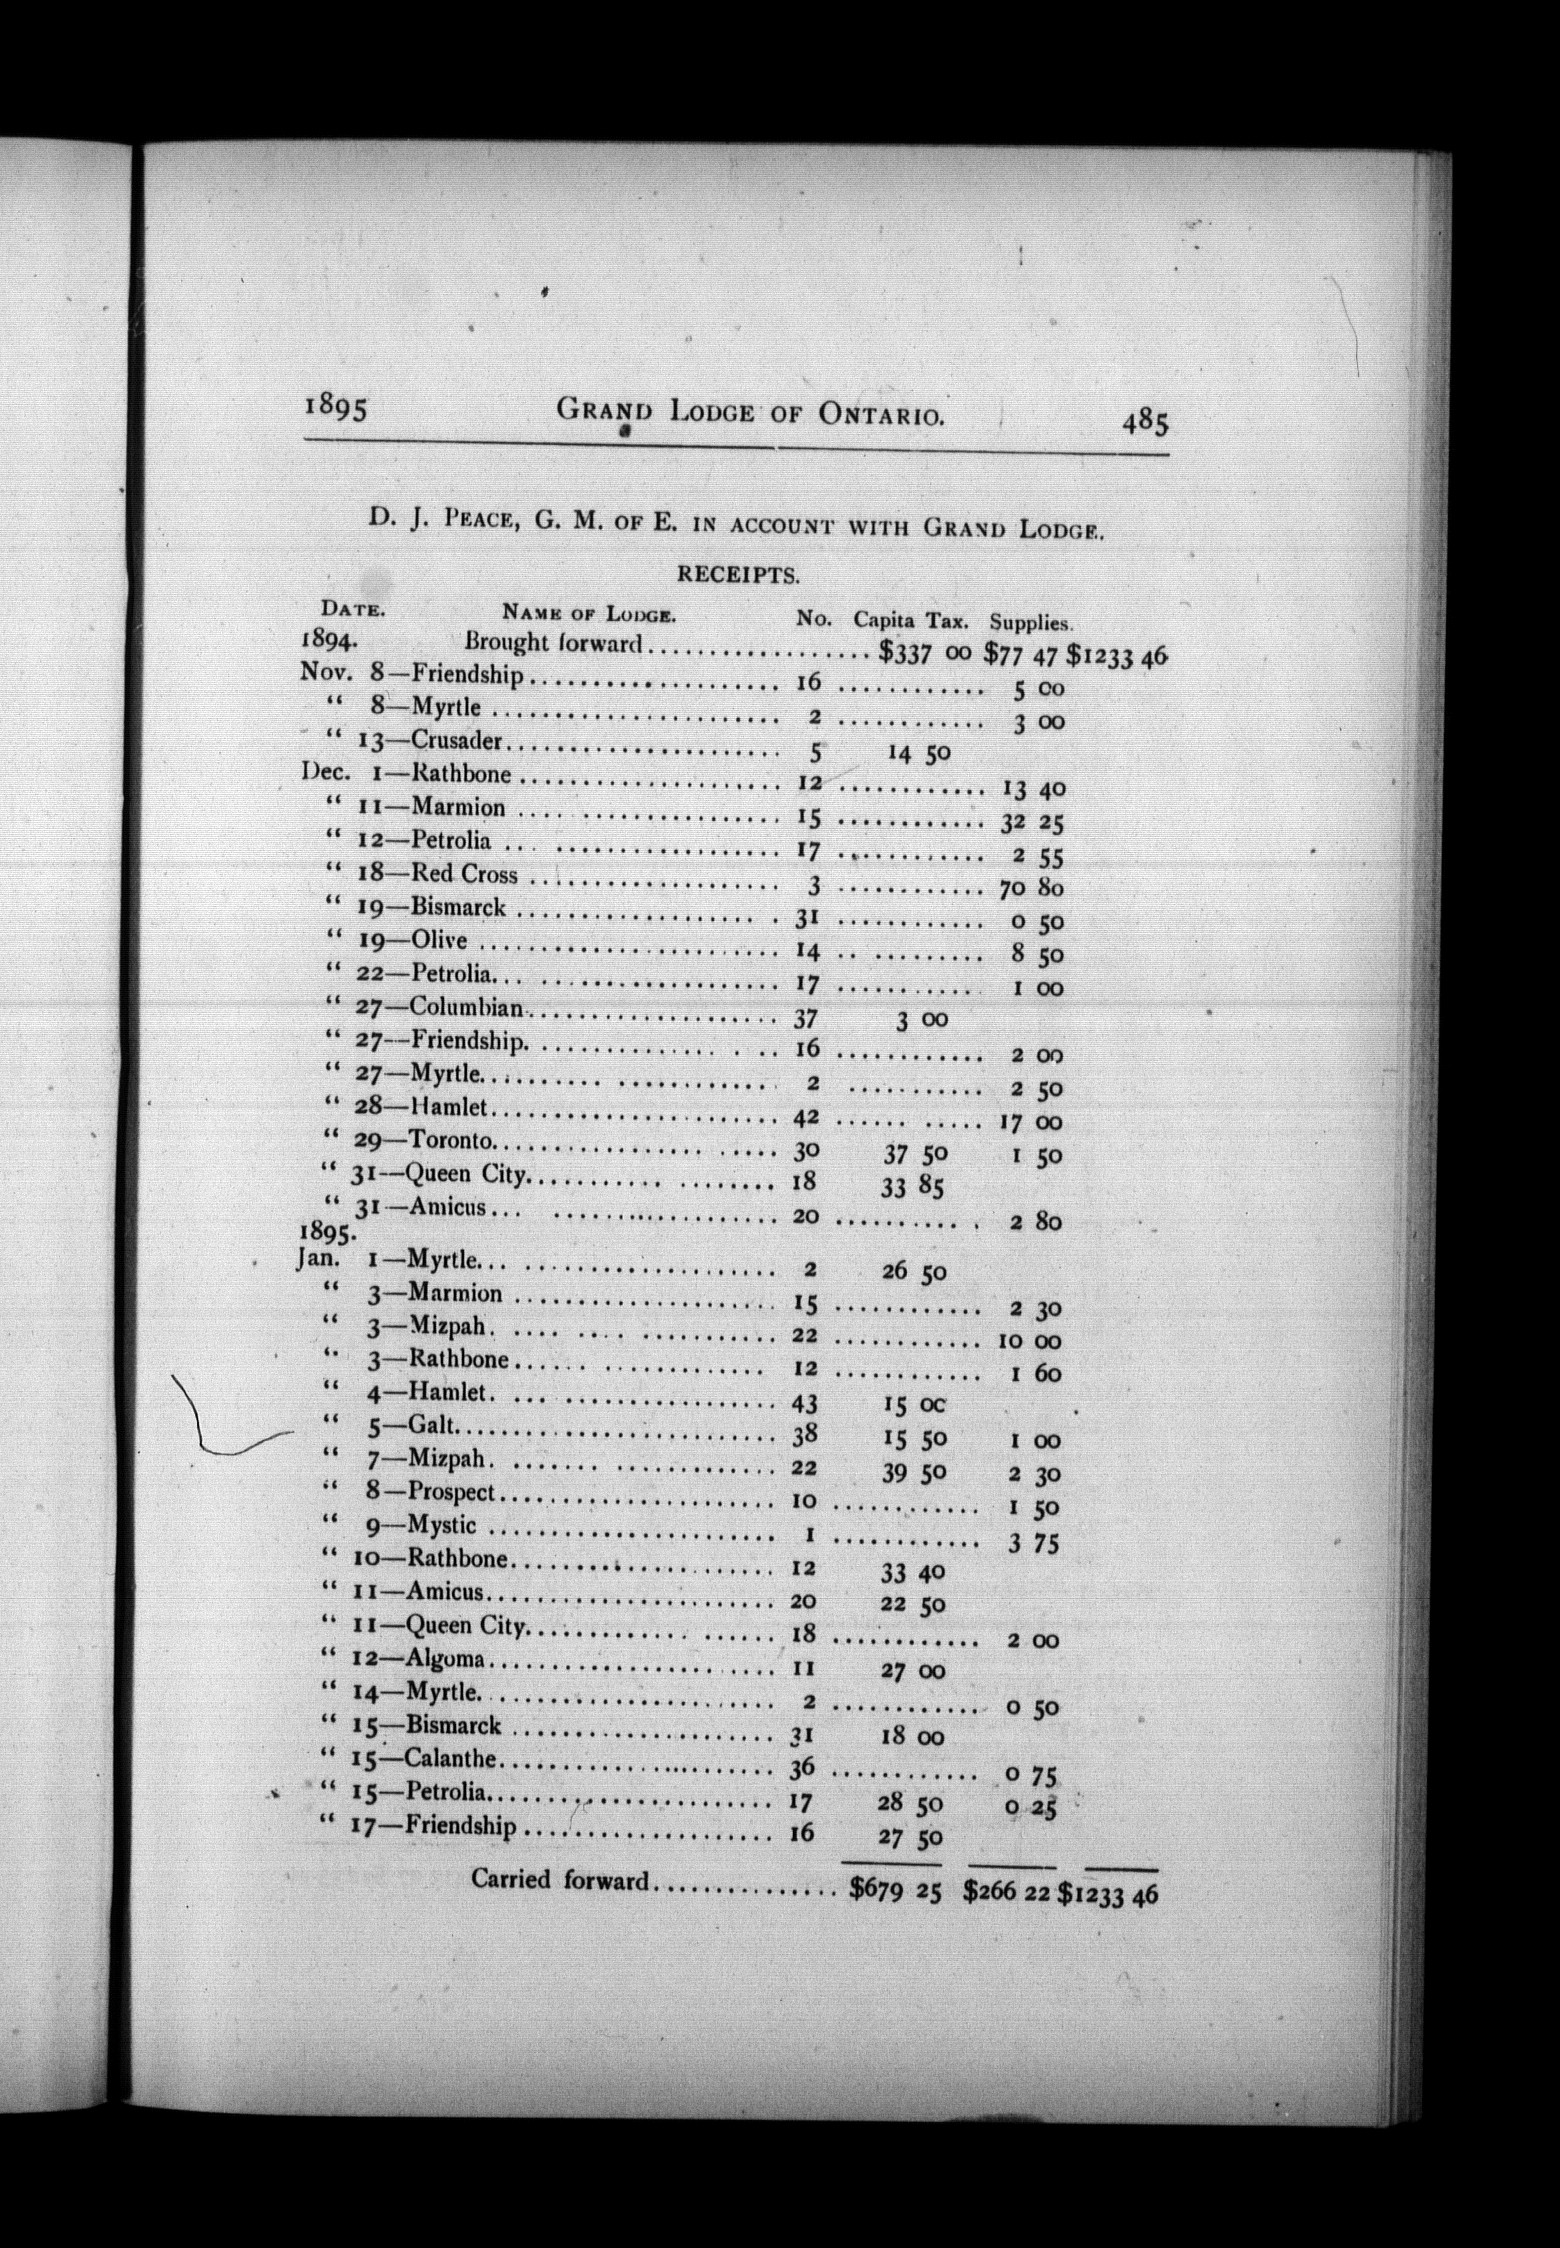 1895 GRAND LODGE OF ONTARIO. 485
D. J. PEACE, G. M. OF E. IN ACCOUNT WITH GRAND LODGE.
RECEIPTS.
DATE. NAME OF LODGE. No. Capita Tax. Supplies.
1894. Brought forward.................. $337 00 $77 47 $1233 46
Nov. 8—Friendship.................... 16 ............ 5 00
“ 8—Myrtle ....................... 2 ............ 3 00
“ 13—Crusader...................... 5 14 50
Dec. 1—Rathbone ..................... 12 ............ 13 40
“ 11—Marmion .... ................ 15 ............ 32 25
“ 12—Petrolia ... .................. 17 ............ 2 55
“ 18—Red Cross .................... 3 ............ 70 80
“ 19—Bismarck ................... . 31 ............ 0 50
“ 19—Olive ........................ 14 .. ......... 8 50
“ 22—Petrolia... ................... 17 ........... 1 00
“ 27—Columbian.................... 37 3 00
“ 27—Friendship. ............... . .. 16 ............ 2 00
“ 27—Myrtle.......... ............. 2 ........... 2 50
“ 28—Hamlet....................... 42 ...... ..... 17 00
“ 29—Toronto................. ..... 30 37 50 1 50
“ 31—Queen City........... ........ 18 33 85
“ 31—Amicus... .................. 20 .......... . 2 80
1895.
Jan. 1—Myrtle... .................... 2 26 50
“ 3—Marmion ..................... 15 ............ 2 30
“ 3—Mizpah. .... .... ........... 22 ............ 10 00
“ 3—Rathbone...... ............. 12 ............ 1 60
“ 4—Hamlet. ... ................. 43 15 00
“ 5—Galt.......................... 38 15 50 1 00
“ 7—Mizpah. ....... ............. 22 39 50 2 30
“ 8—Prospect...................... 10 ............ 1 50
“ 9—Mystic ....................... 1 ............ 3 75
“ 10—Rathbone..................... 12 33 40
“ 11—Amicus....................... 20 22 50
“ 11—Queen City............. ...... 18 ............ 2 00
“ 12—Algoma....................... 11 27 00
“ 14—Myrtle........................ 2 ............ 0 50
“ 15—Bismarck ..................... 31 18 00
“ 15—Calanthe...................... 36 ............ 0 75
“ 15—Petrolia....................... 17 28 50 0 25
“ 17—Friendship.................... 16 27 50
Carried forward............... $679 25 $266 22 $1233 46